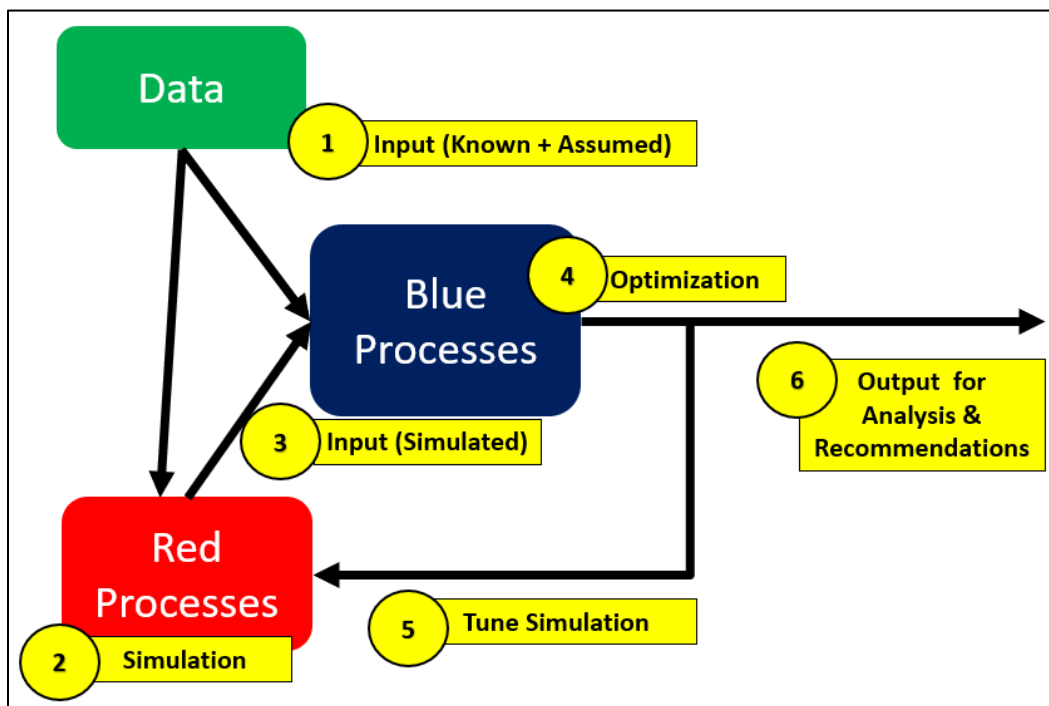 Data
1
Input (Known + Assumed)
Blue
Processes
4
Optimization
6
Output for
Analysis &
Recommendations
3
Input (Simulated)
Red
Processes
5
Tune Simulation
2
Simulation